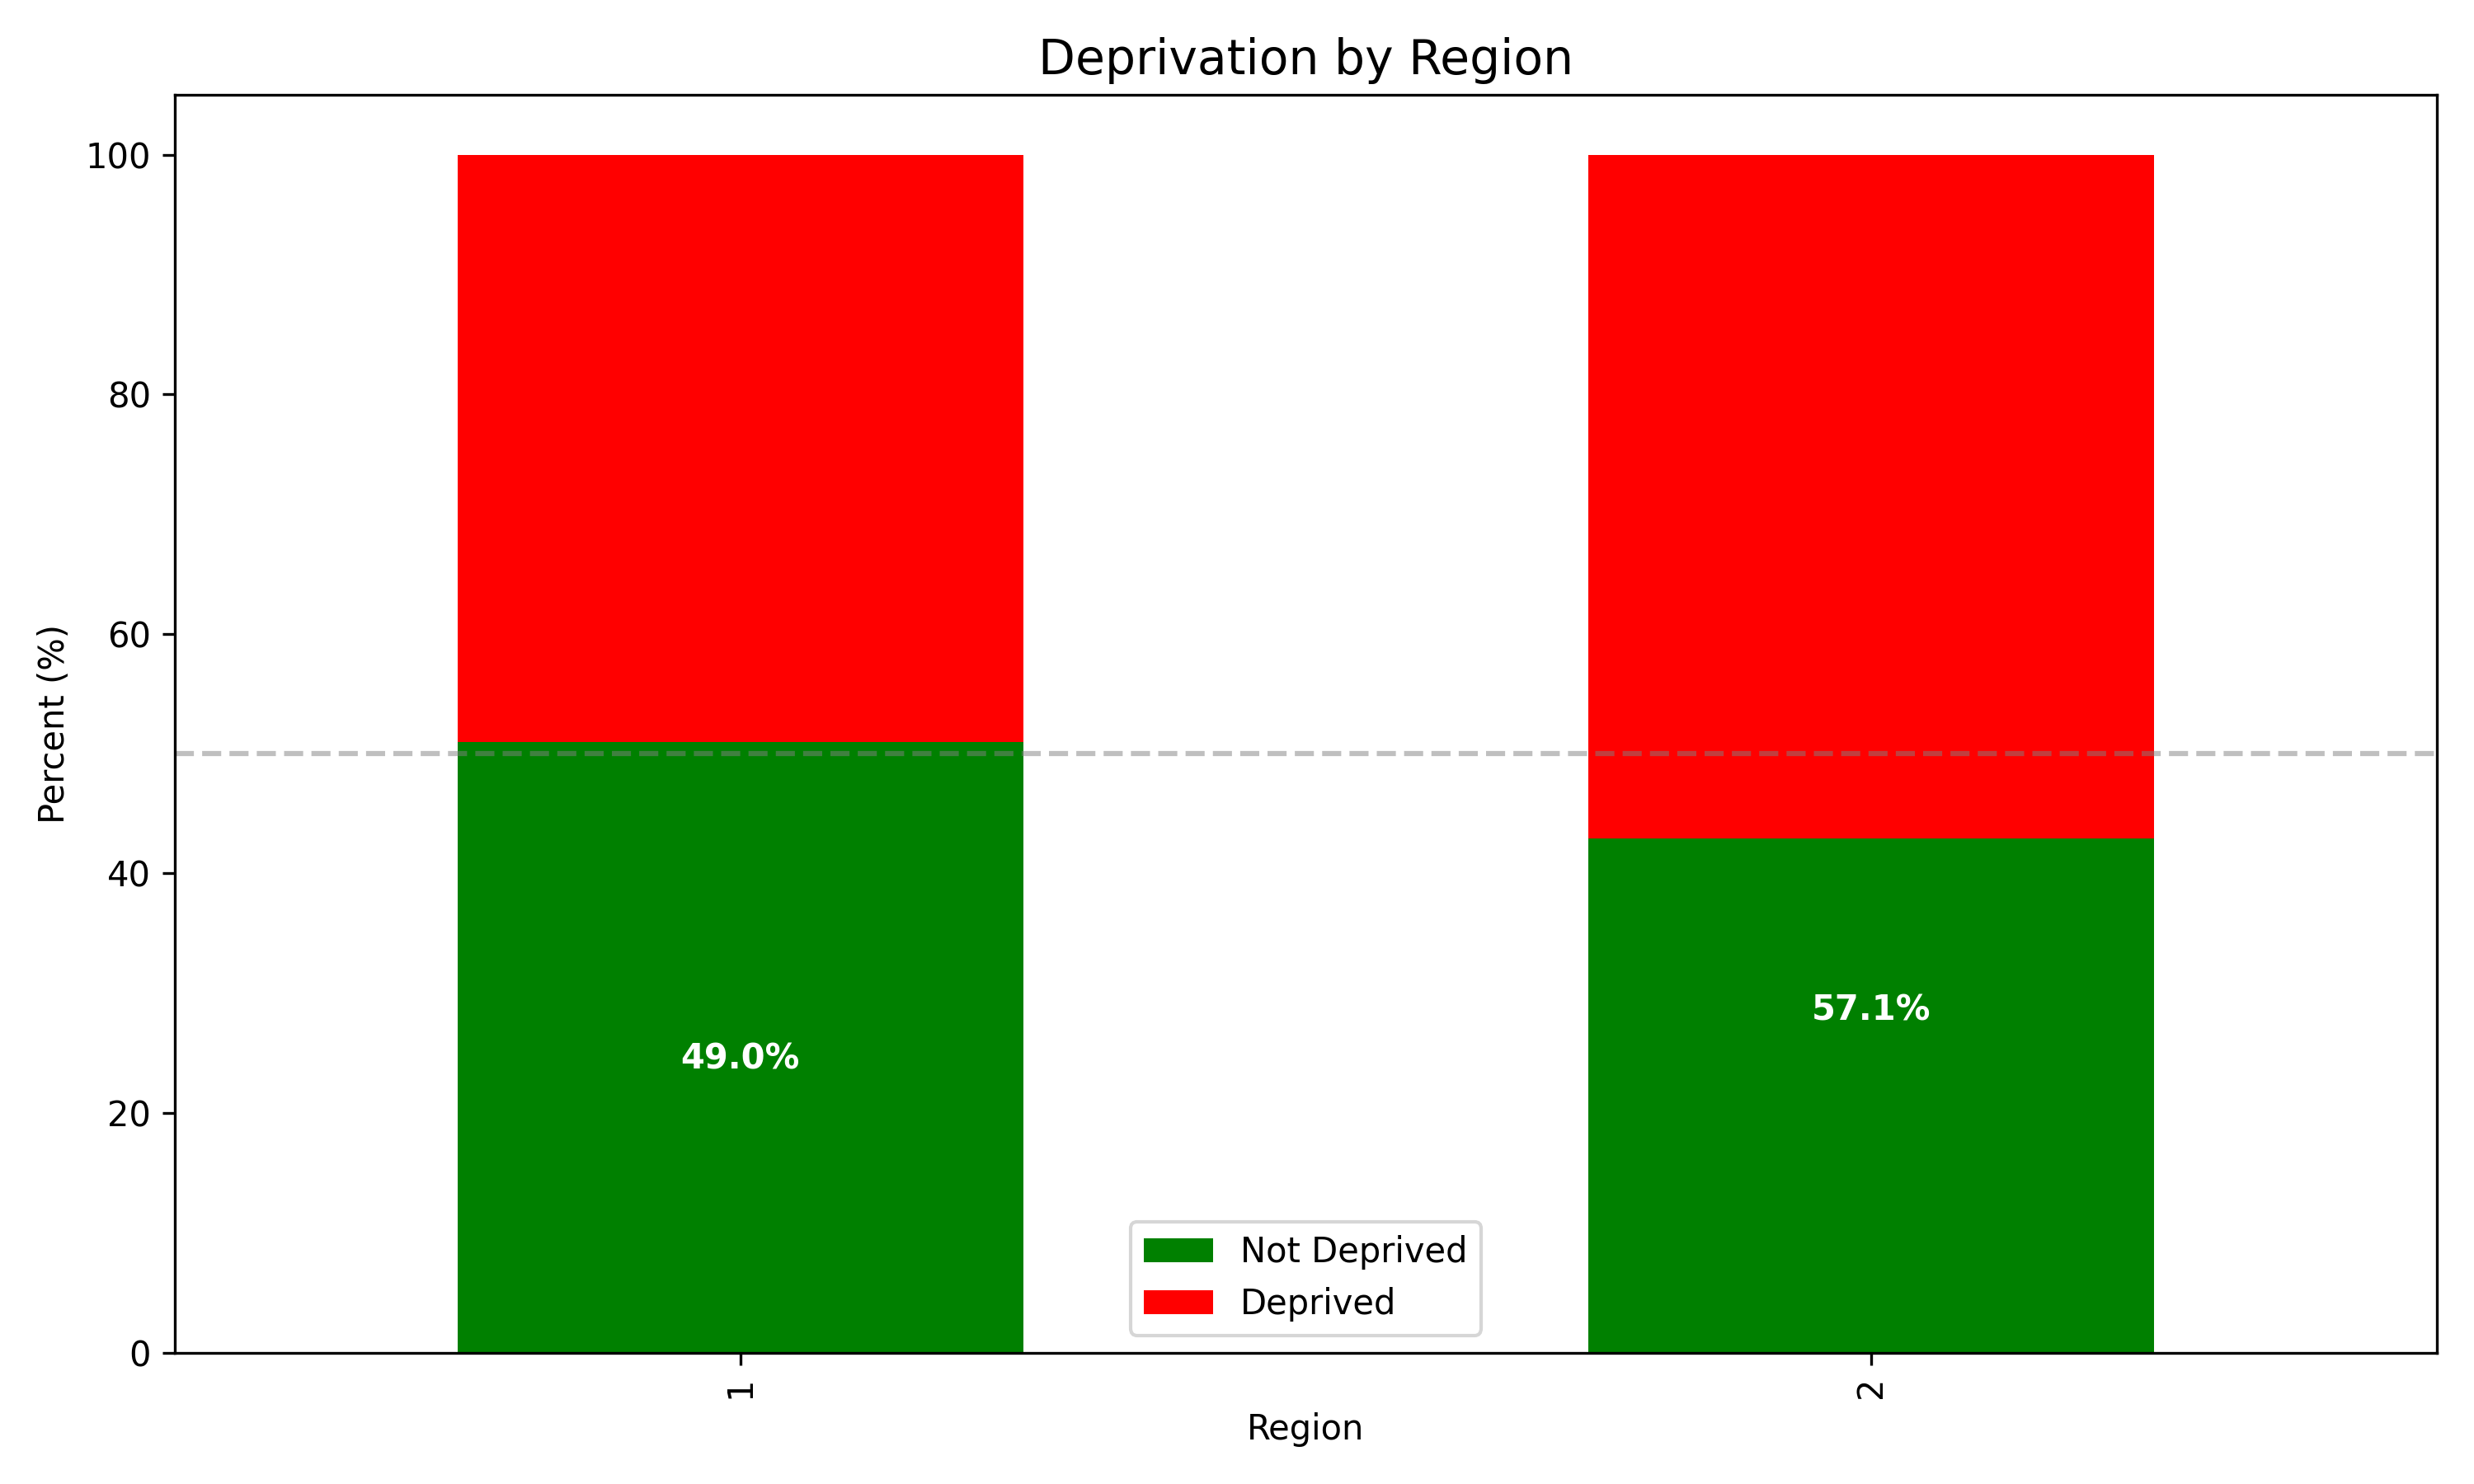 Deprivation by Region
100
80
60
40
20
0
Percent (%)
49.0%
57.1%
Not Deprived
Deprived
1
2
Region